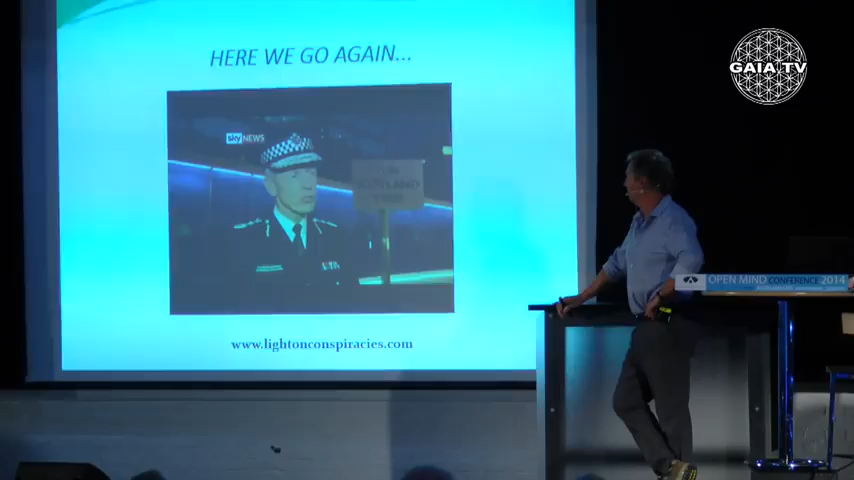 HERE WE GO AGAIN...
GAIA TV
sky NEWS
OPEN MIND CONFERENCE 2014
www.lightonconspiracies.com